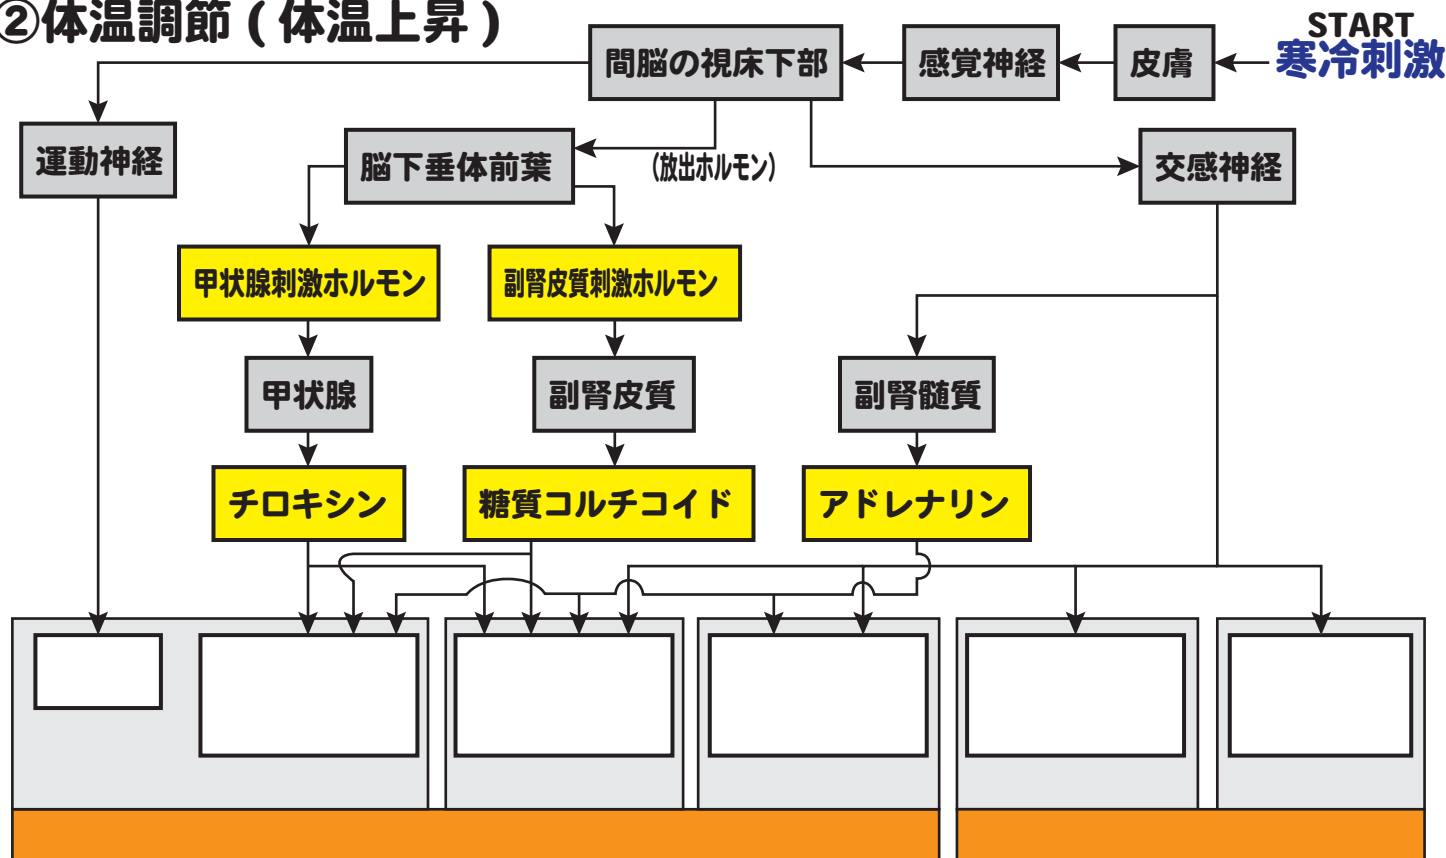 ②体温調節 ( 体温上昇 )
START
寒冷刺激
皮膚
感覚神経
間脳の視床下部
運動神経
脳下垂体前葉
(放出ホルモン)
交感神経
甲状腺刺激ホルモン
副腎皮質刺激ホルモン
甲状腺
副腎皮質
副腎髄質
チロキシン
糖質コルチコイド
アドレナリン